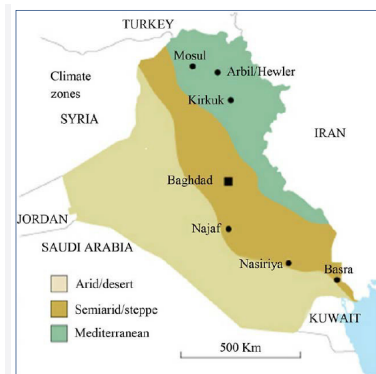 TURKEY
Mosul
Arbil/Hewler
Climate
zones
Kirkuk
SYRIA
IRAN
Baghdad
JORDAN
Najaf
SAUDI ARABIA
Nasiriya
Basra
Arid/desert
Semiarid/steppe
KUWAIT
Mediterranean
500 Km